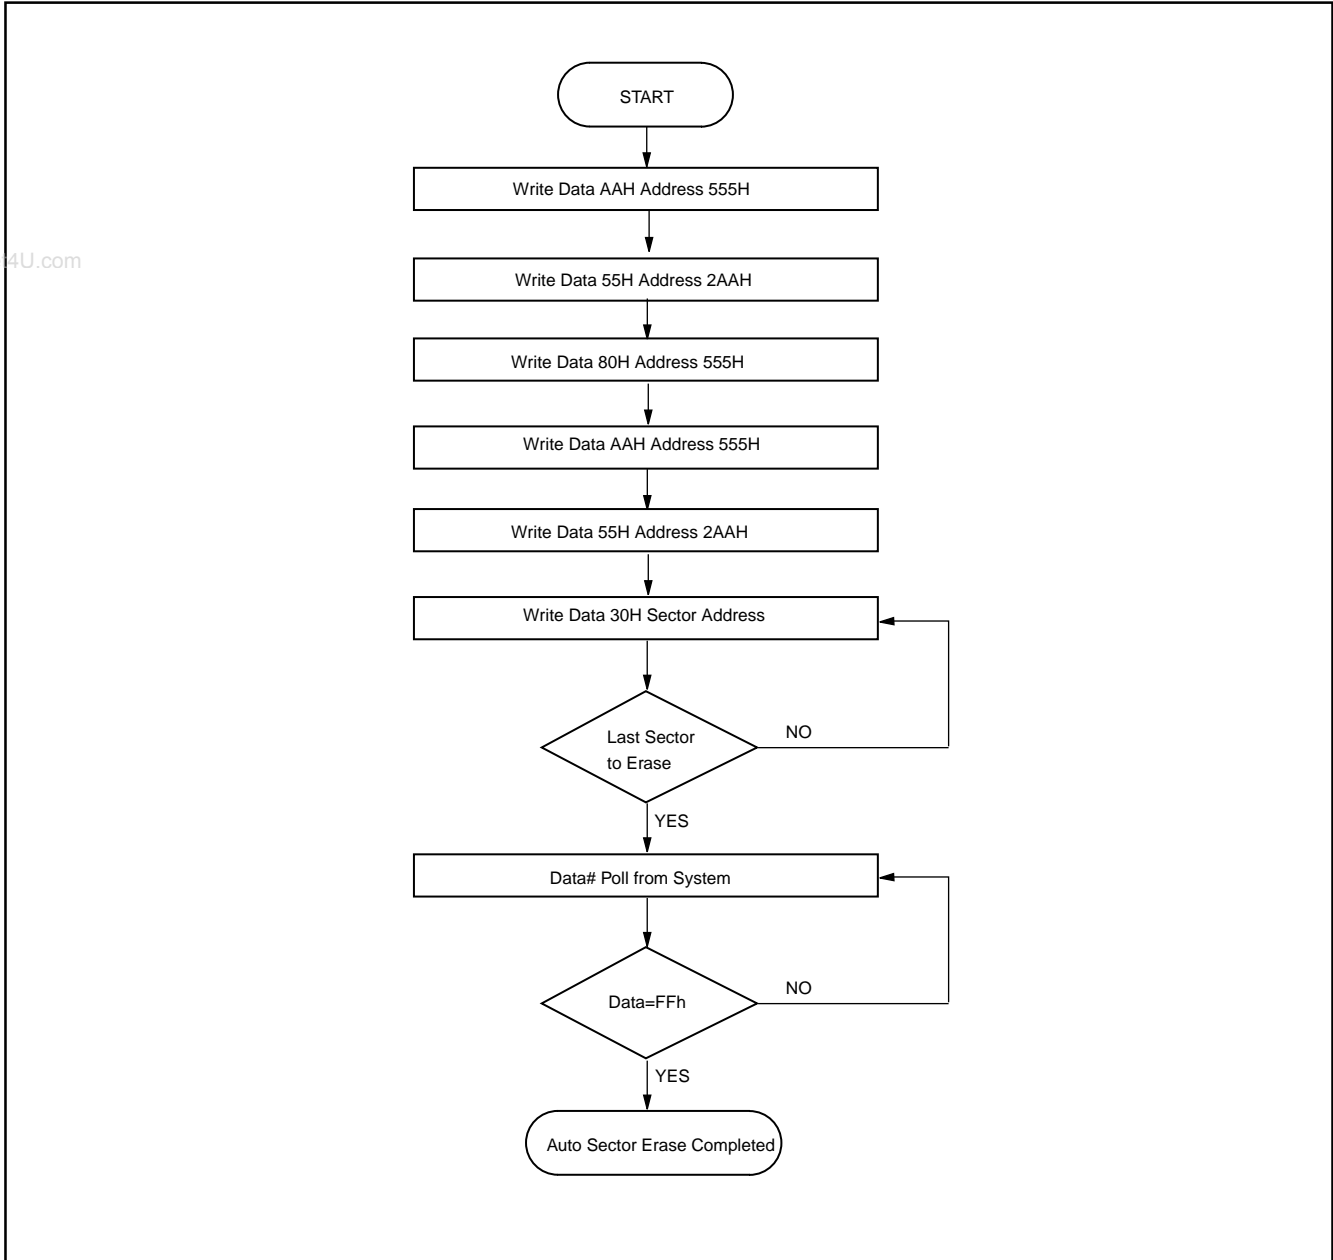 START
Write Data AAH Address 555H
4U.com
Write Data 55H Address 2AAH
Write Data 80H Address 555H
Write Data AAH Address 555H
Write Data 55H Address 2AAH
Write Data 30H Sector Address
Last Sector
to Erase
NO
YES
Data# Poll from System
Data=FFh
NO
YES
Auto Sector Erase Completed